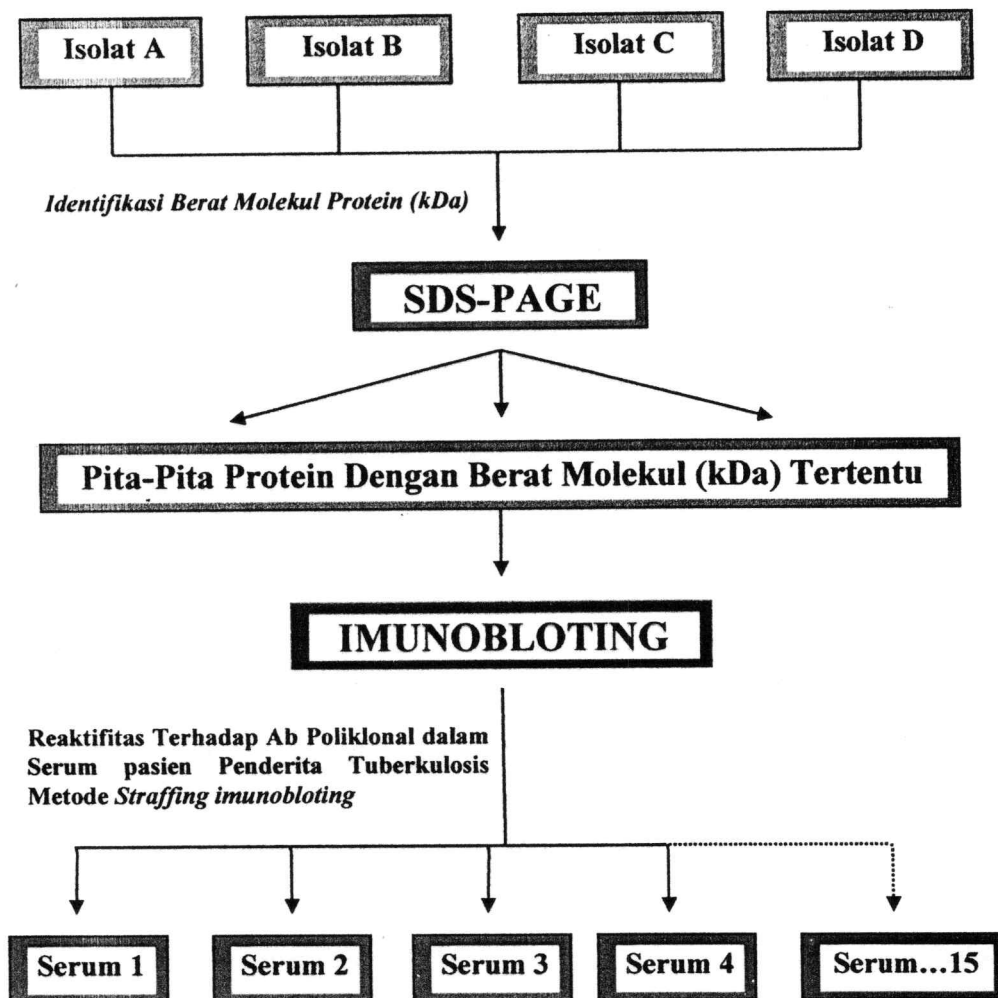 Isolat A
Isolat B
Isolat C
Isolat D
Identifikasi Berat Molekul Protein (kDa)
SDS-PAGE
Pita-Pita Protein Dengan Berat Molekul (kDa) Tertentu
IMUNOBLOTING
Reaktifitas Terhadap Ab Poliklonal dalam
Serum pasien Penderita Tuberkulosis
Metode Straffing imunobloting
Serum 1
Serum 2
Serum 3
Serum 4
Serum...15